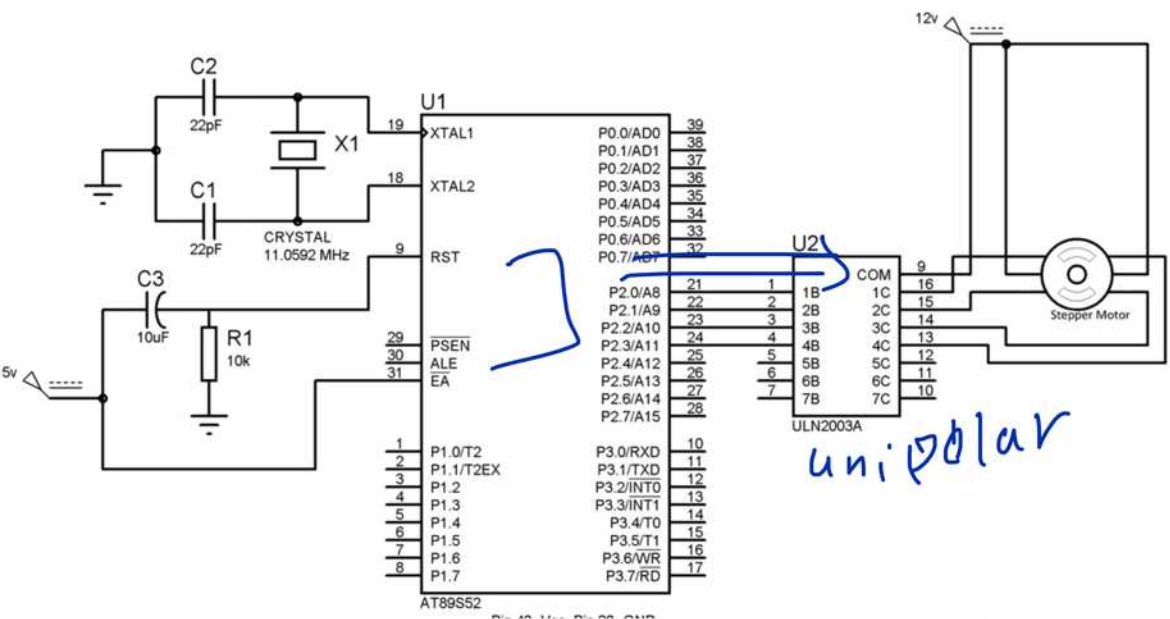 12v
C2
22pF
X1
C1
22pF
CRYSTAL
11.0592 MHz
C3
10uF
R1
10k
5v
U1
19 XTAL1
18 XTAL2
9 RST
29 PSEN
30 ALE
31 EA
1 P1.0/T2
2 P1.1/T2EX
3 P1.2
4 P1.3
5 P1.4
6 P1.5
7 P1.6
8 P1.7
P0.0/AD0 39
P0.1/AD1 38
P0.2/AD2 37
P0.3/AD3 36
P0.4/AD4 35
P0.5/AD5 34
P0.6/AD6 33
P0.7/AD7 32
P2.0/A8 21
P2.1/A9 22
P2.2/A10 23
P2.3/A11 24
P2.4/A12 25
P2.5/A13 26
P2.6/A14 27
P2.7/A15 28
P3.0/RXD 10
P3.1/TXD 11
P3.2/INT0 12
P3.3/INT1 13
P3.4/T0 14
P3.5/T1 15
P3.6/WR 16
P3.7/RD 17
AT89S52
U2
COM 9
1 1B 1C 16
2 2B 2C 15
3 3B 3C 14
4 4B 4C 13
5 5B 5C 12
6 6B 6C 11
7 7B 7C 10
ULN2003A
Stepper Motor
unipolar